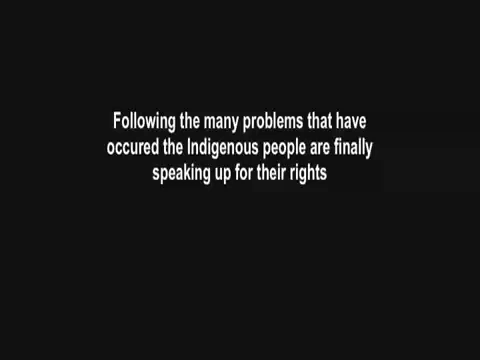 Following the many problems that have
occured the Indigenous people are finally
speaking up for their rights